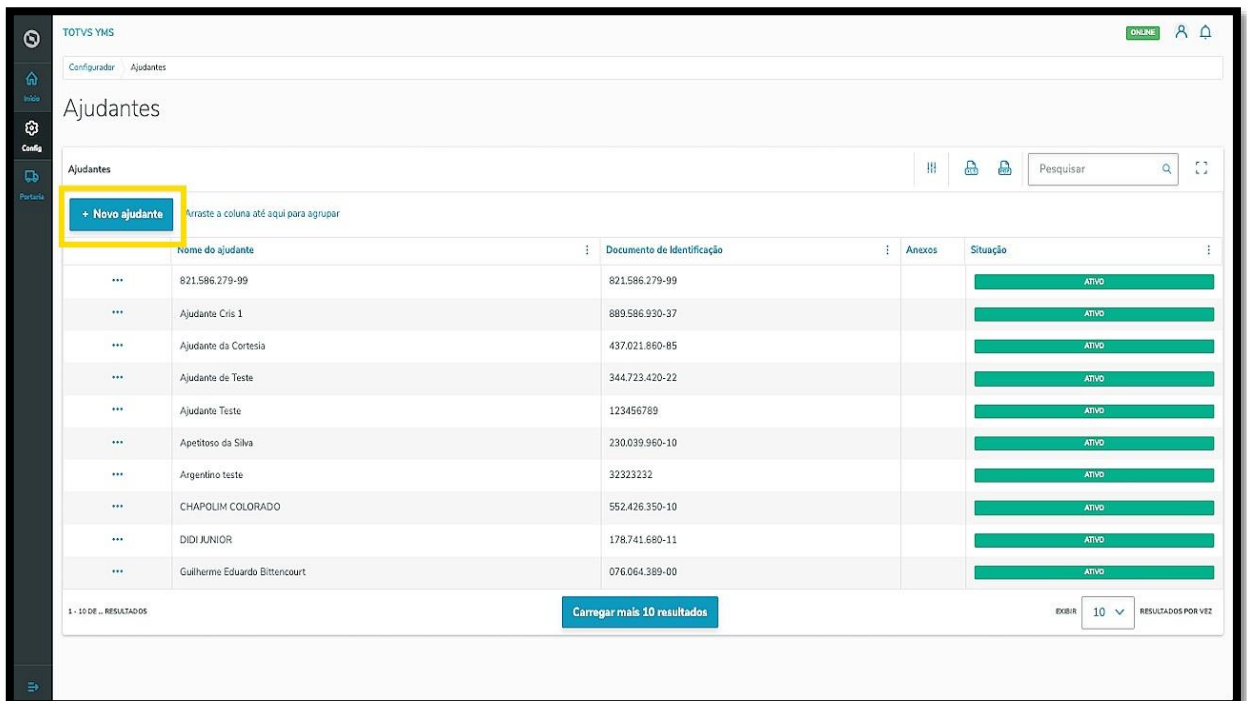 TOTVS YMS
ONLINE
Configurador Ajudantes
Início
Ajudantes
Config
Ajudantes
Pesquisar
Portaria
+ Novo ajudante
Arraste a coluna até aqui para agrupar
Nome do ajudante Documento de Identificação Anexos Situação
821.586.279-99 821.586.279-99 ATIVO
Ajudante Cris 1 889.586.930-37 ATIVO
Ajudante da Cortesia 437.021.860-85 ATIVO
Ajudante de Teste 344.723.420-22 ATIVO
Ajudante Teste 123456789 ATIVO
Apetitoso da Silva 230.039.960-10 ATIVO
Argentino teste 32323232 ATIVO
CHAPOLIM COLORADO 552.426.350-10 ATIVO
DIDI JUNIOR 178.741.680-11 ATIVO
Guilherme Eduardo Bittencourt 076.064.389-00 ATIVO
1 - 10 DE ... RESULTADOS
Carregar mais 10 resultados
EXIBIR 10 RESULTADOS POR VEZ